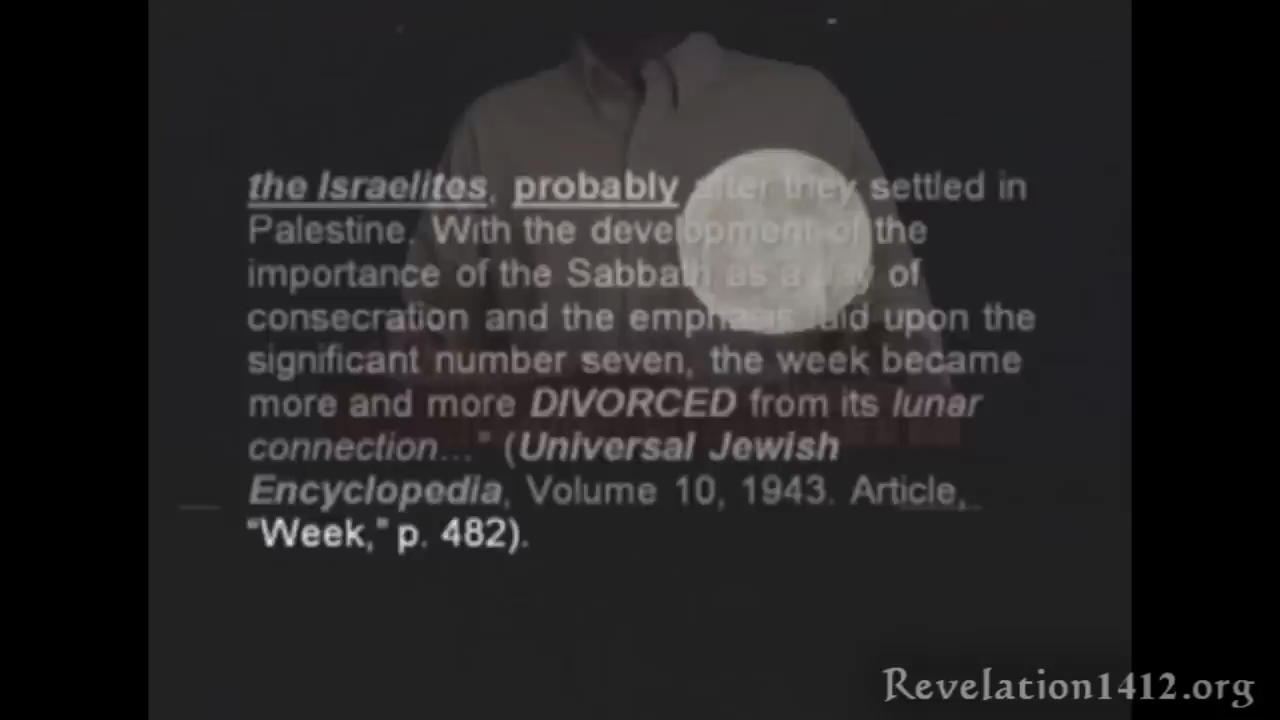 the Israelites, probably after they settled in
Palestine. With the development of the
importance of the Sabbath as a day of
consecration and the emphasis laid upon the
significant number seven, the week became
more and more DIVORCED from its lunar
connection..." (Universal Jewish
Encyclopedia, Volume 10, 1943. Article,
"Week," p. 482).
Revelation1412.org